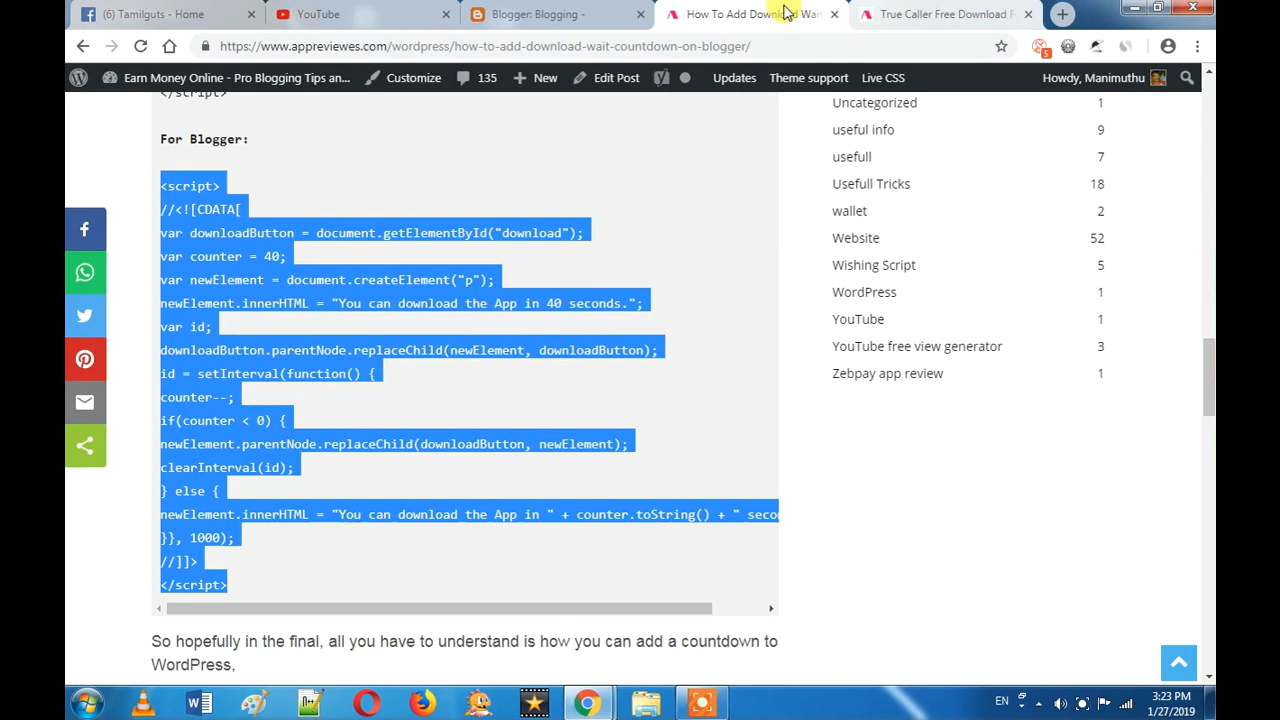 (6) Tamilguts - Home
YouTube
Blogger: Blogging -
How To Add Download Wait
True Caller Free Download F
https://www.appreviewes.com/wordpress/how-to-add-download-wait-countdown-on-blogger/
5
Earn Money Online - Pro Blogging Tips an...
Customize
135
New
Edit Post
Updates
Theme support
Live CSS
Howdy, Manimuthu
</script>
For Blogger:
<script>
//<![CDATA[
var downloadButton = document.getElementById("download");
var counter = 40;
var newElement = document.createElement("p");
newElement.innerHTML = "You can download the App in 40 seconds.";
var id;
downloadButton.parentNode.replaceChild(newElement, downloadButton);
id = setInterval(function() {
counter--;
if(counter < 0) {
newElement.parentNode.replaceChild(downloadButton, newElement);
clearInterval(id);
} else {
newElement.innerHTML = "You can download the App in " + counter.toString() + " secon
}}, 1000);
//]]>
</script>
So hopefully in the final, all you have to understand is how you can add a countdown to
WordPress,
Uncategorized 1
useful info 9
usefull 7
Usefull Tricks 18
wallet 2
Website 52
Wishing Script 5
WordPress 1
YouTube 1
YouTube free view generator 3
Zebpay app review 1
EN
3:23 PM
1/27/2019